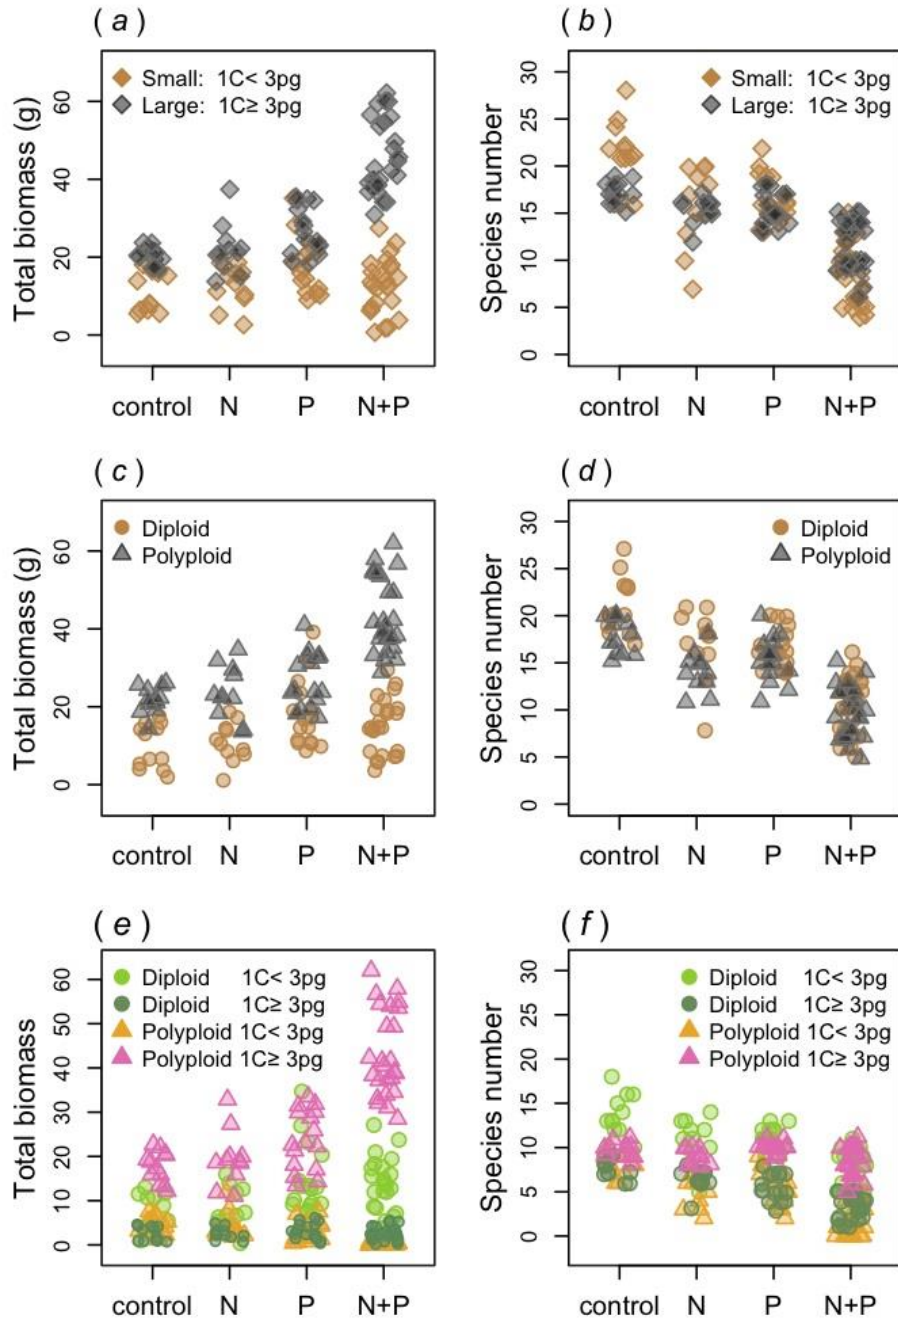 ( a )
Total biomass (g)
60
40
20
0
Small: 1C< 3pg
Large: 1C≥ 3pg
control N P N+P
( b )
Species number
30
25
20
15
10
5
0
Small: 1C< 3pg
Large: 1C≥ 3pg
control N P N+P
( c )
Total biomass (g)
60
40
20
0
Diploid
Polyploid
control N P N+P
( d )
Species number
30
25
20
15
10
5
0
Diploid
Polyploid
control N P N+P
( e )
Total biomass
60
50
40
30
20
10
0
Diploid 1C< 3pg
Diploid 1C≥ 3pg
Polyploid 1C< 3pg
Polyploid 1C≥ 3pg
control N P N+P
( f )
Species number
30
25
20
15
10
5
0
Diploid 1C< 3pg
Diploid 1C≥ 3pg
Polyploid 1C< 3pg
Polyploid 1C≥ 3pg
control N P N+P